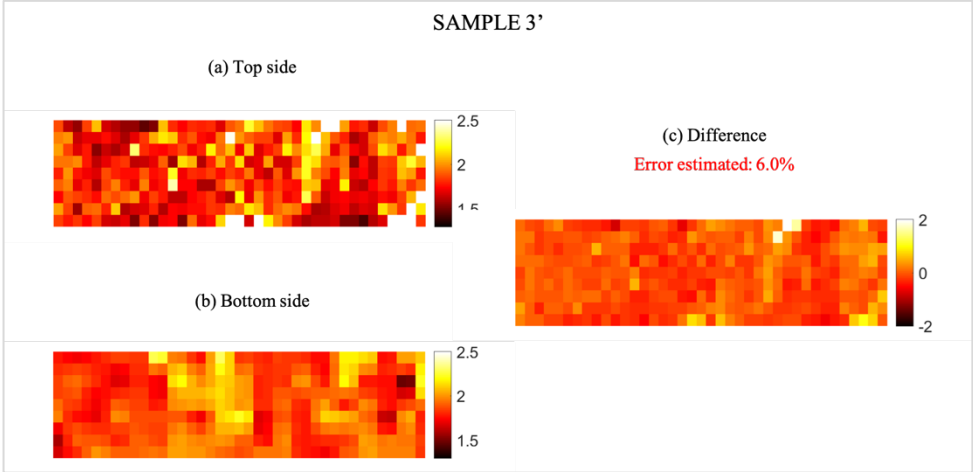 SAMPLE 3’
(a) Top side
2.5
2
1.5
(b) Bottom side
2.5
2
1.5
(c) Difference
Error estimated: 6.0%
2
0
-2